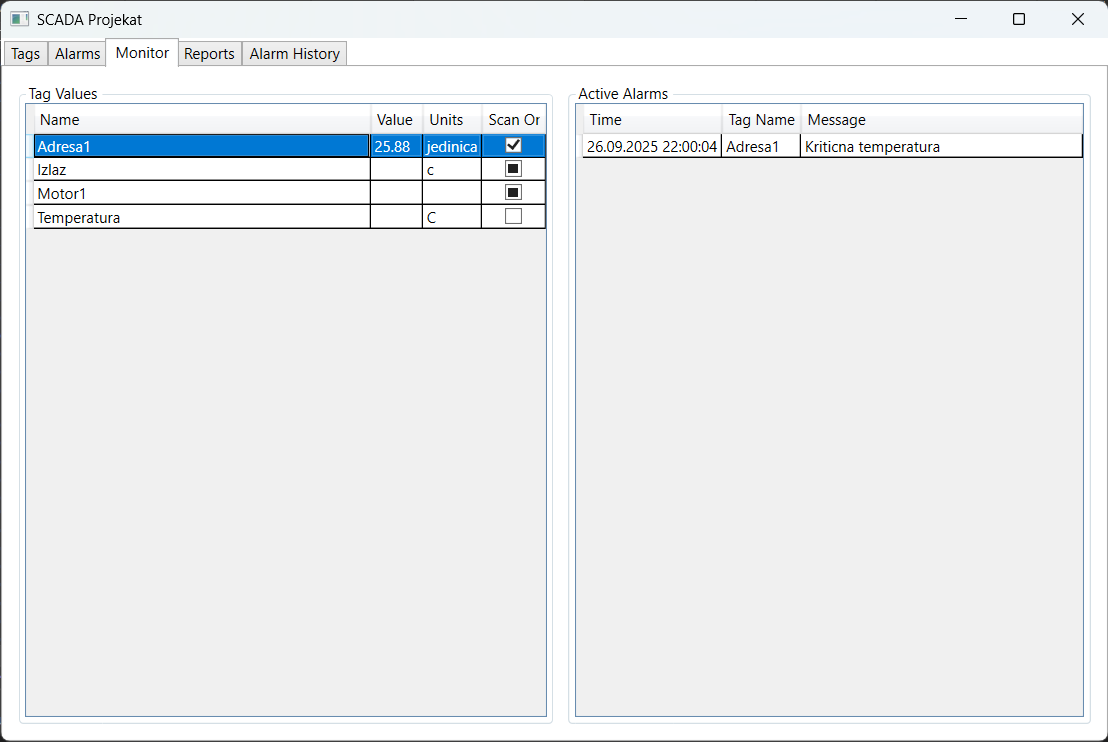 SCADA Projekat
Tags Alarms Monitor Reports Alarm History
Tag Values
Name Value Units Scan Or
Adresa1 25.88 jedinica
Izlaz c
Motor1
Temperatura C
Active Alarms
Time Tag Name Message
26.09.2025 22:00:04 Adresa1 Kriticna temperatura